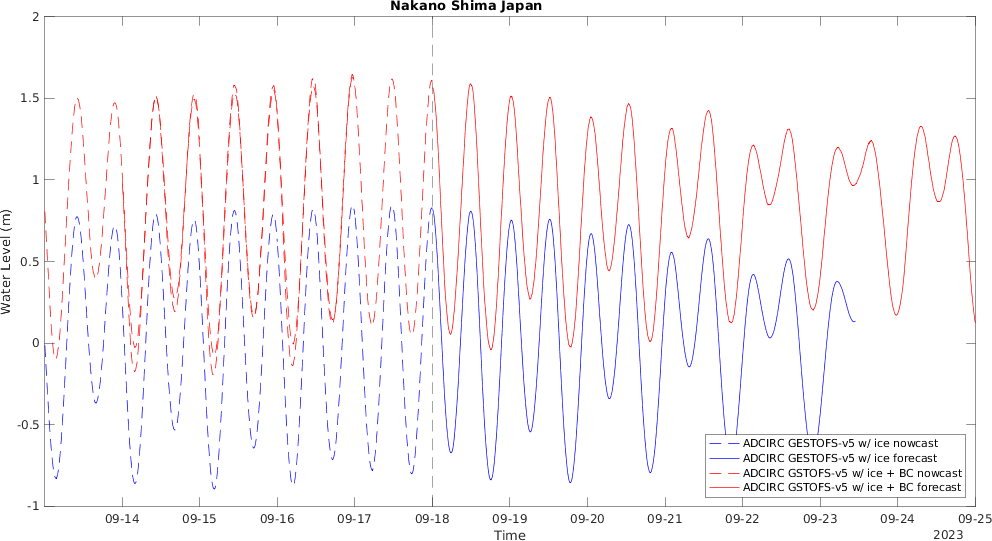 Nakano Shima Japan
Water Level (m)
2
1.5
1
0.5
0
-0.5
-1
ADCIRC GESTOFS-v5 w/ ice nowcast
ADCIRC GESTOFS-v5 w/ ice forecast
ADCIRC GSTOFS-v5 w/ ice + BC nowcast
ADCIRC GSTOFS-v5 w/ ice + BC forecast
09-14 09-15 09-16 09-17 09-18 09-19 09-20 09-21 09-22 09-23 09-24 09-25
Time
2023